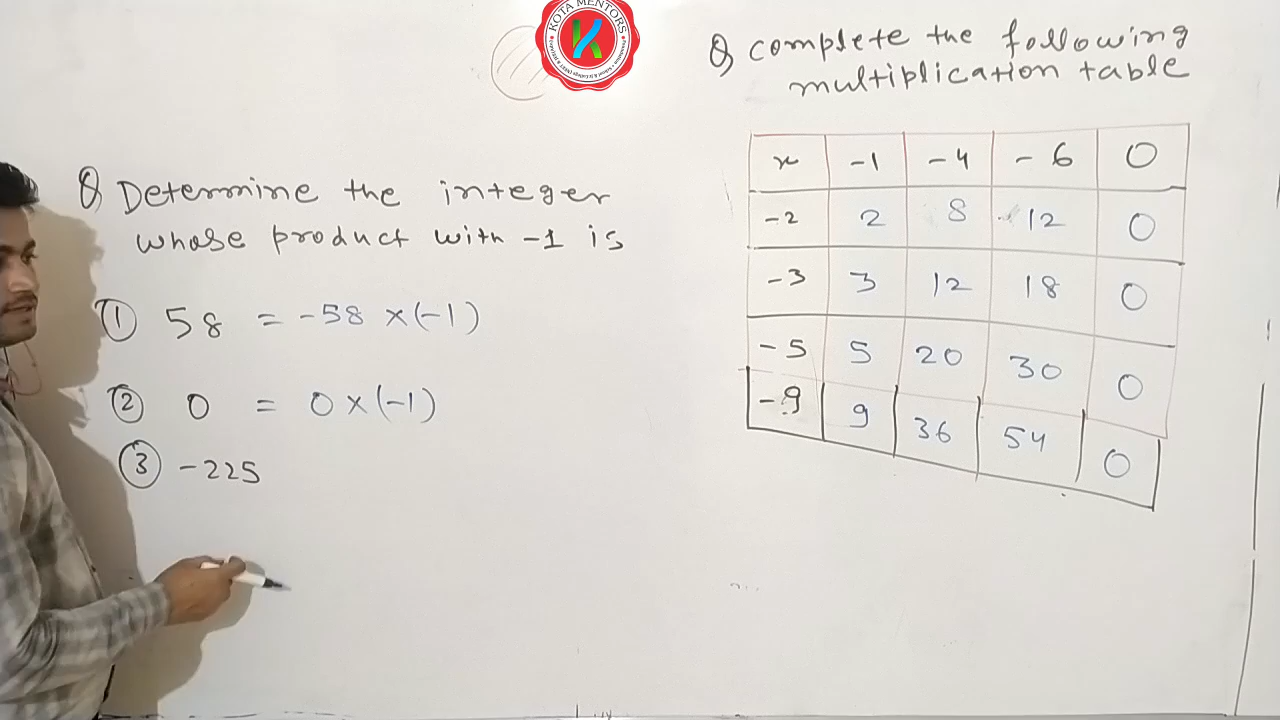 KOTA MENTORS
Q Determine the integer
whose product with -1 is
① 58 = -58 ×(-1)
② 0 = 0 ×(-1)
③ -225
Q complete the following
multiplication table
× -1 -4 -6 0
-2 2 8 12 0
-3 3 12 18 0
-5 5 20 30 0
-9 9 36 54 0